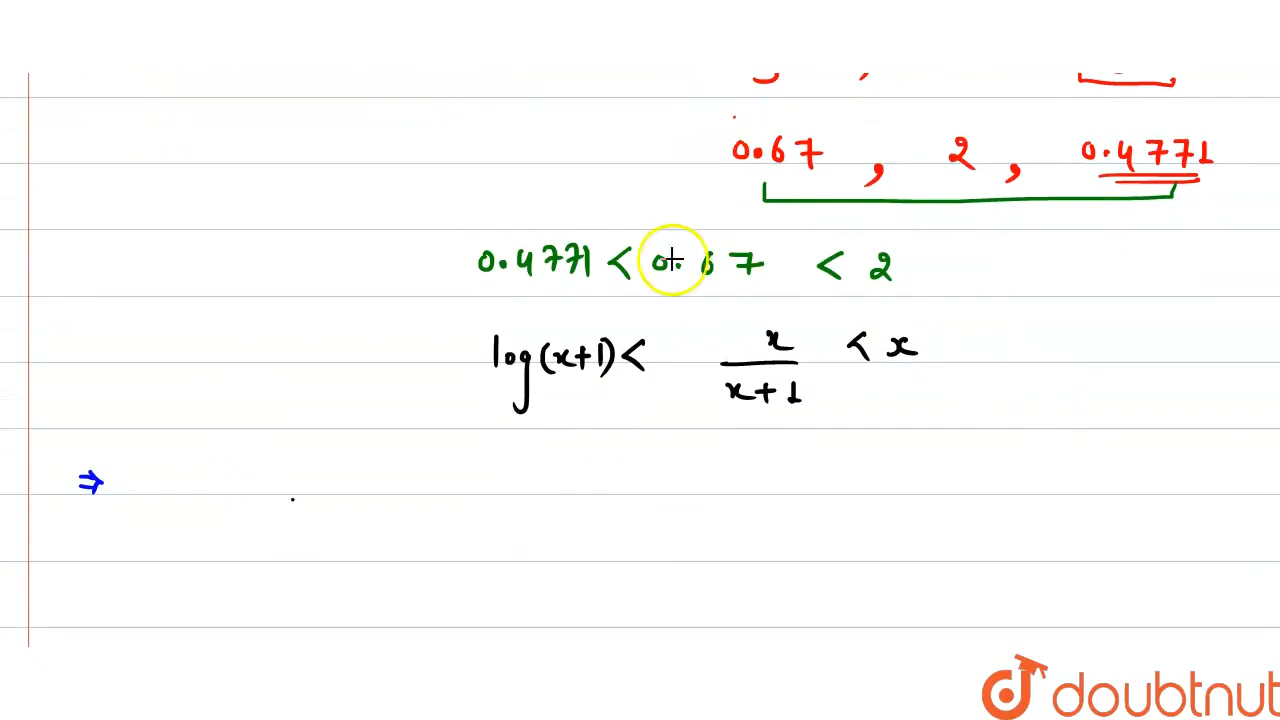 0.67 , 2 , 0.4771
0.4771 < 0.67 < 2
log(x+1) < x/(x+1) < x
⇒
doubtnut